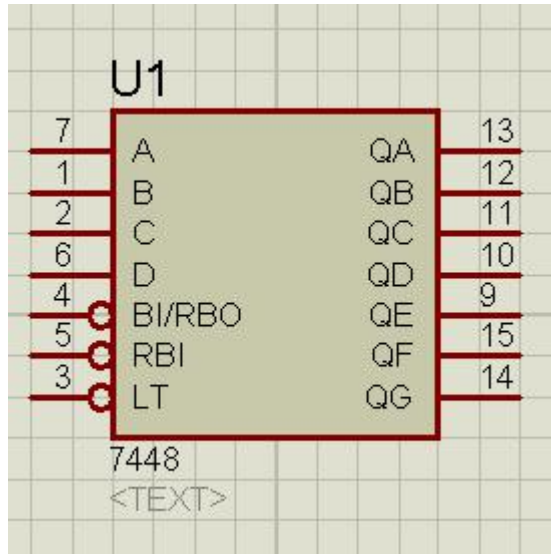 U1
7 A QA 13
1 B QB 12
2 C QC 11
6 D QD 10
4 BI/RBO QE 9
5 RBI QF 15
3 LT QG 14
7448
<TEXT>